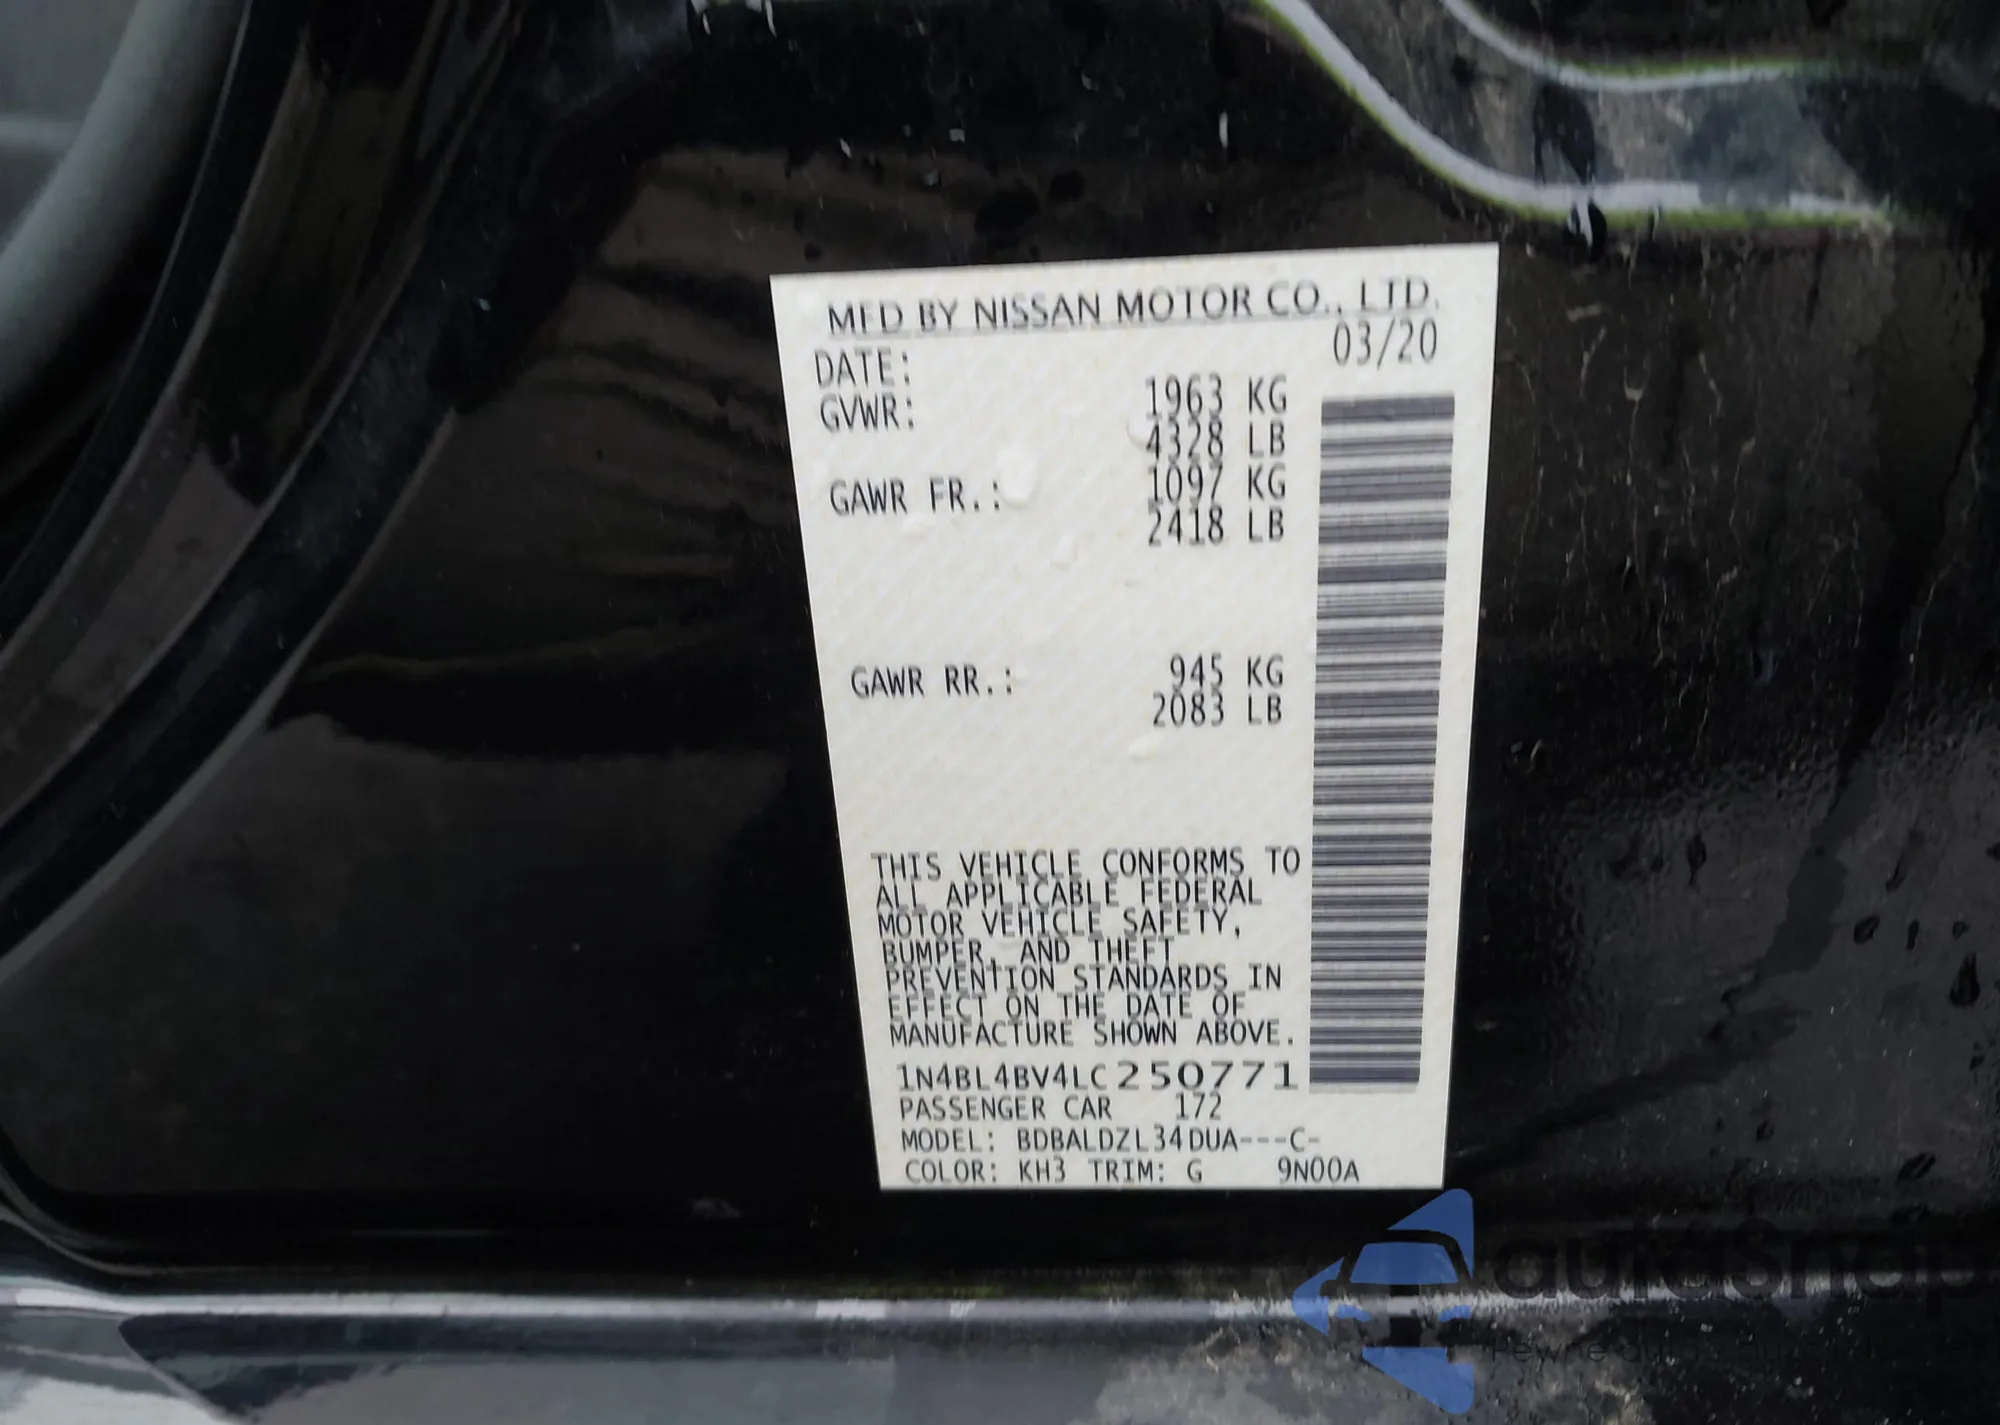 MFD BY NISSAN MOTOR CO., LTD.
DATE: 03/20
GVWR: 1963 KG
4328 LB
GAWR FR.: 1097 KG
2418 LB
GAWR RR.: 945 KG
2083 LB
THIS VEHICLE CONFORMS TO
ALL APPLICABLE FEDERAL
MOTOR VEHICLE SAFETY,
BUMPER, AND THEFT
PREVENTION STANDARDS IN
EFFECT ON THE DATE OF
MANUFACTURE SHOWN ABOVE.
1N4BL4BV4LC250771
PASSENGER CAR 172
MODEL: BDBALDZL34DUA---C-
COLOR: KH3 TRIM: G 9N00A
autaSnap
Pewne auta